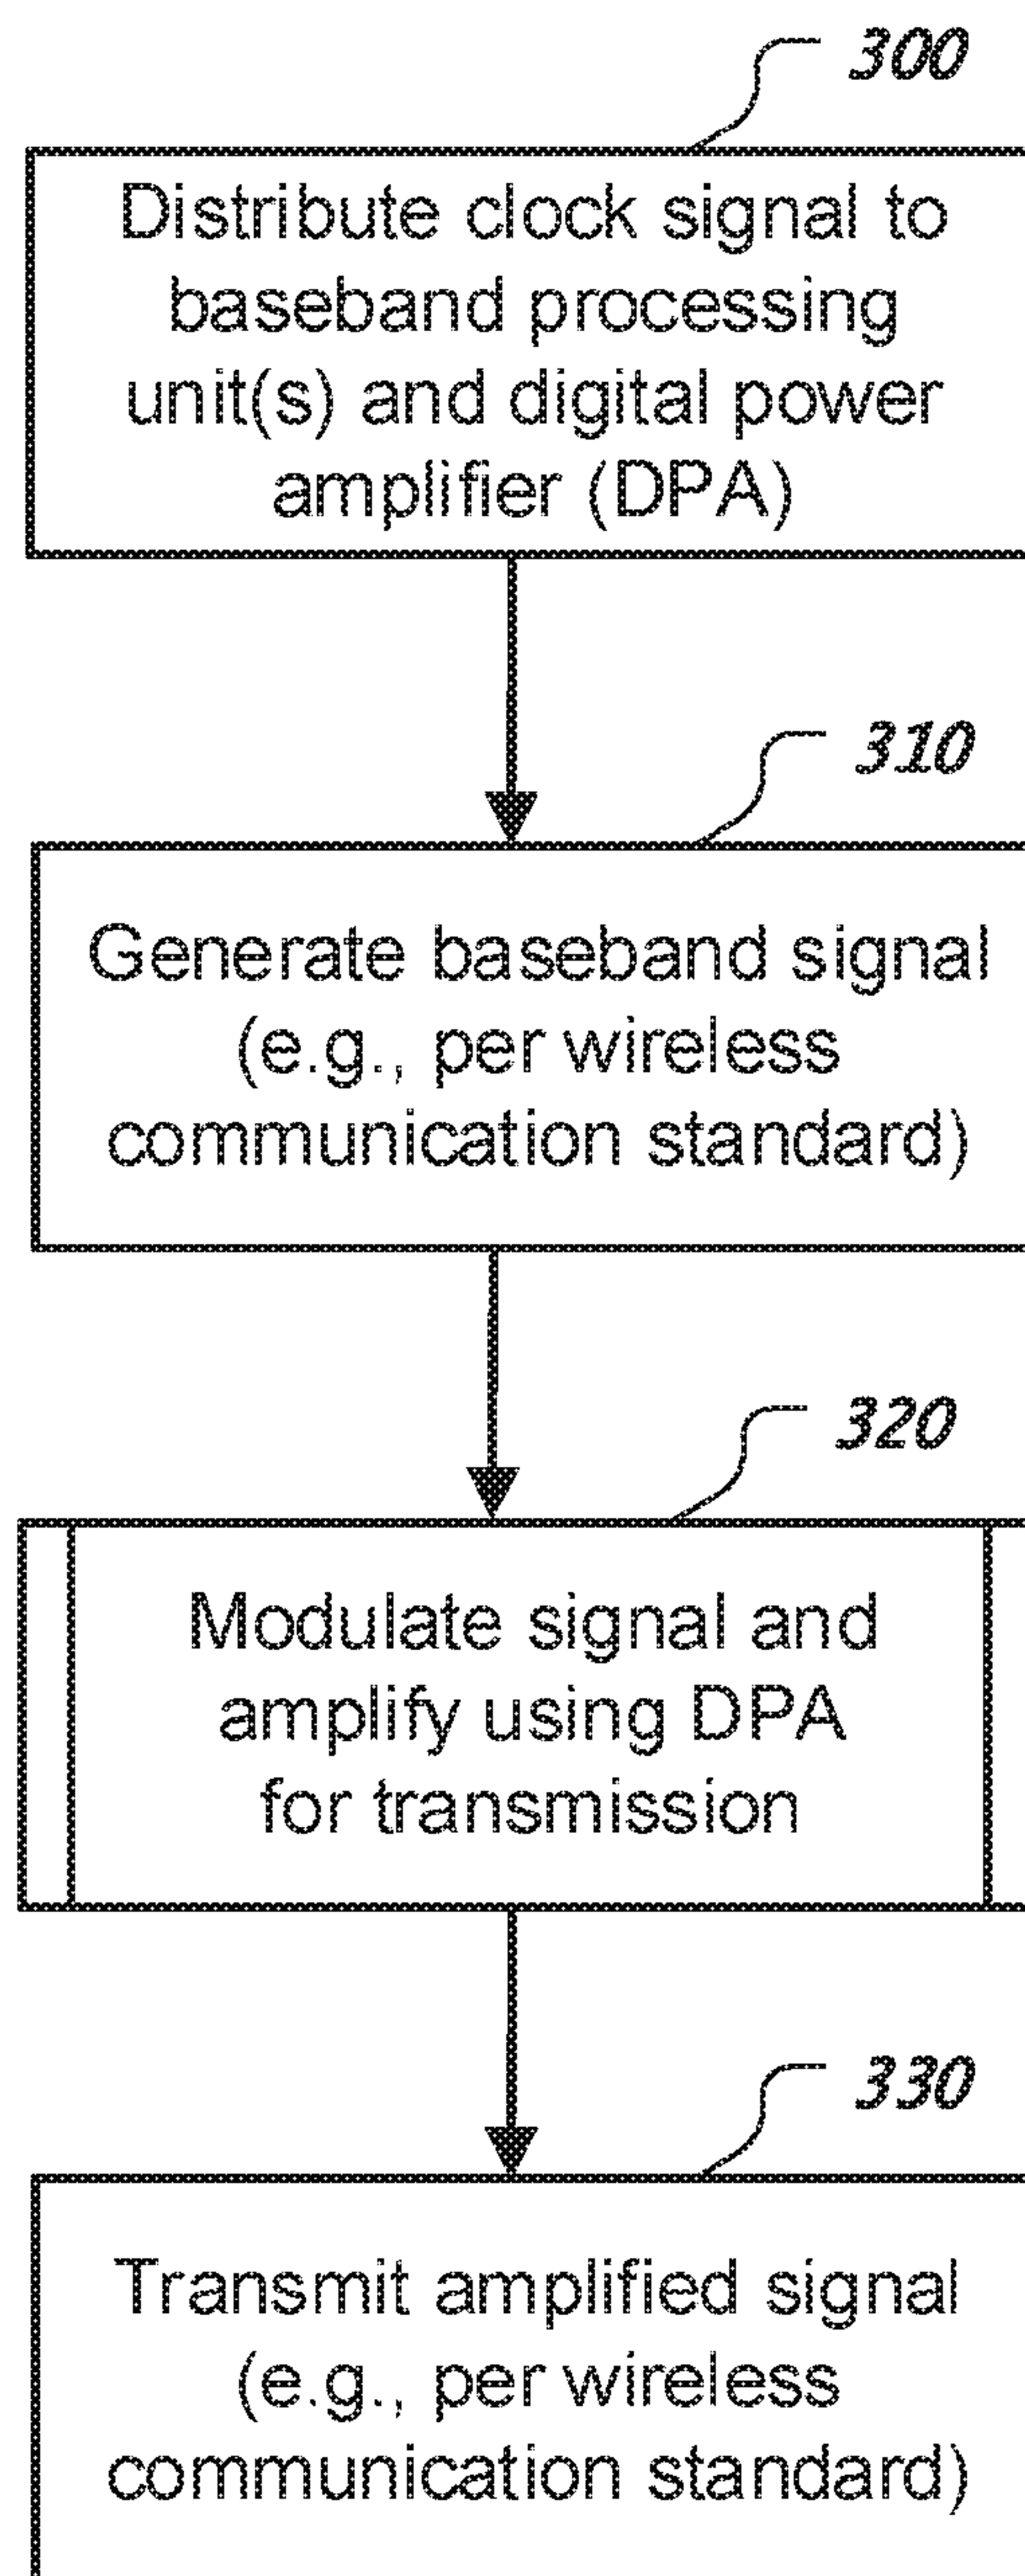 300
Distribute clock signal to
baseband processing
unit(s) and digital power
amplifier (DPA)
310
Generate baseband signal
(e.g., per wireless
communication standard)
320
Modulate signal and
amplify using DPA
for transmission
330
Transmit amplified signal
(e.g., per wireless
communication standard)